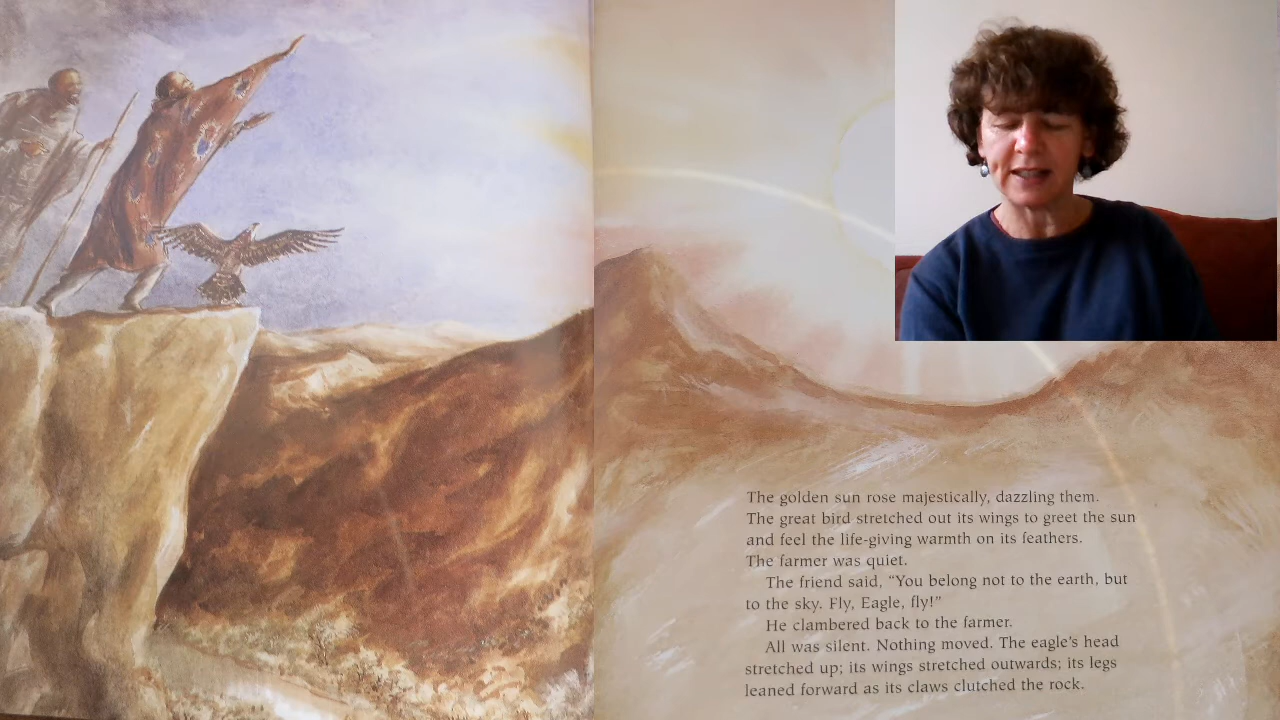 The golden sun rose majestically, dazzling them.
The great bird stretched out its wings to greet the sun
and feel the life-giving warmth on its feathers.
The farmer was quiet.
The friend said, “You belong not to the earth, but
to the sky. Fly, Eagle, fly!”
He clambered back to the farmer.
All was silent. Nothing moved. The eagle’s head
stretched up; its wings stretched outwards; its legs
leaned forward as its claws clutched the rock.